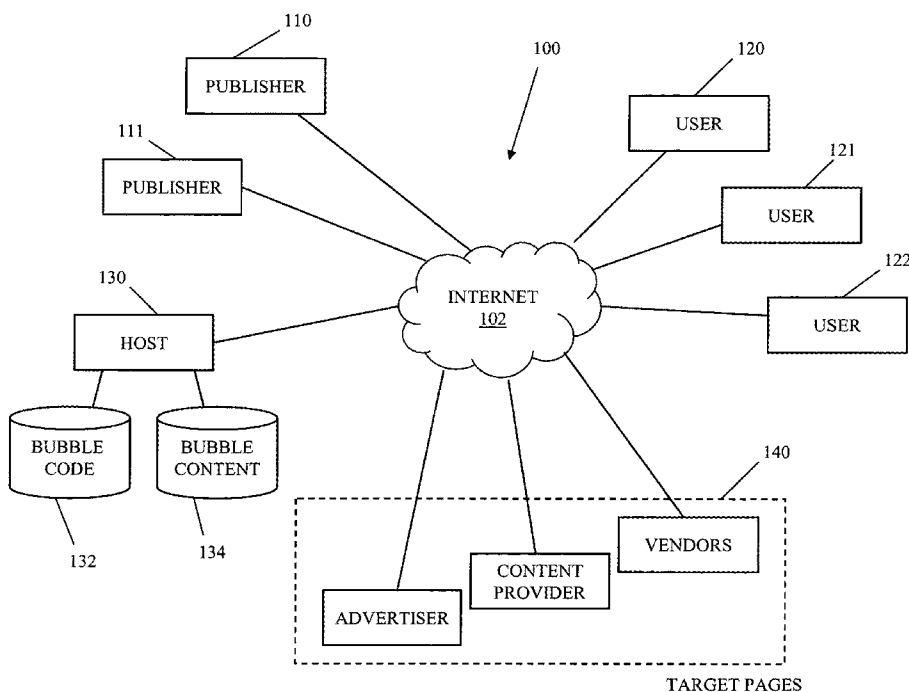 110
PUBLISHER
100
120
USER
111
PUBLISHER
121
USER
130
HOST
INTERNET
102
122
USER
BUBBLE
CODE
BUBBLE
CONTENT
132
134
140
VENDORS
CONTENT
PROVIDER
ADVERTISER
TARGET PAGES